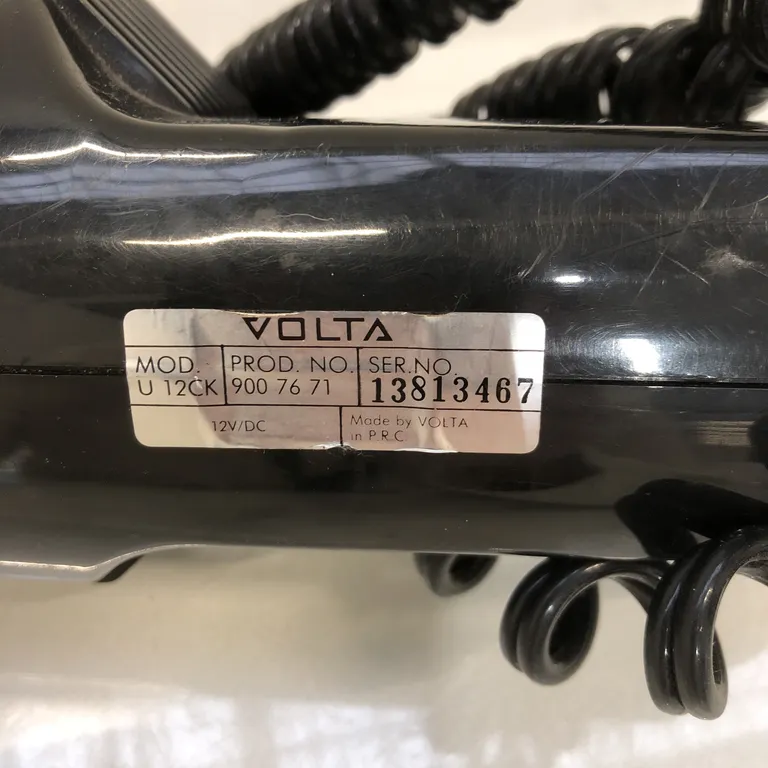 VOLTA
MOD. PROD. NO. SER.NO.
U 12CK 900 76 71 13813467
12V/DC Made by VOLTA
in P.R.C